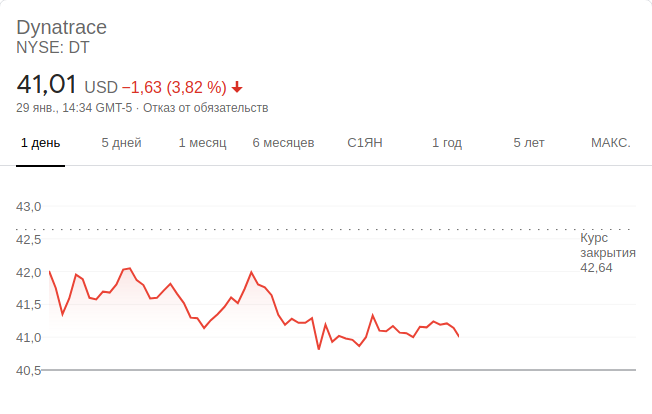 Dynatrace
NYSE: DT
41,01 USD −1,63 (3,82 %)
29 янв., 14:34 GMT-5 · Отказ от обязательств
1 день 5 дней 1 месяц 6 месяцев С1ЯН 1 год 5 лет МАКС.
43,0
42,5
Курс
закрытия
42,64
42,0
41,5
41,0
40,5